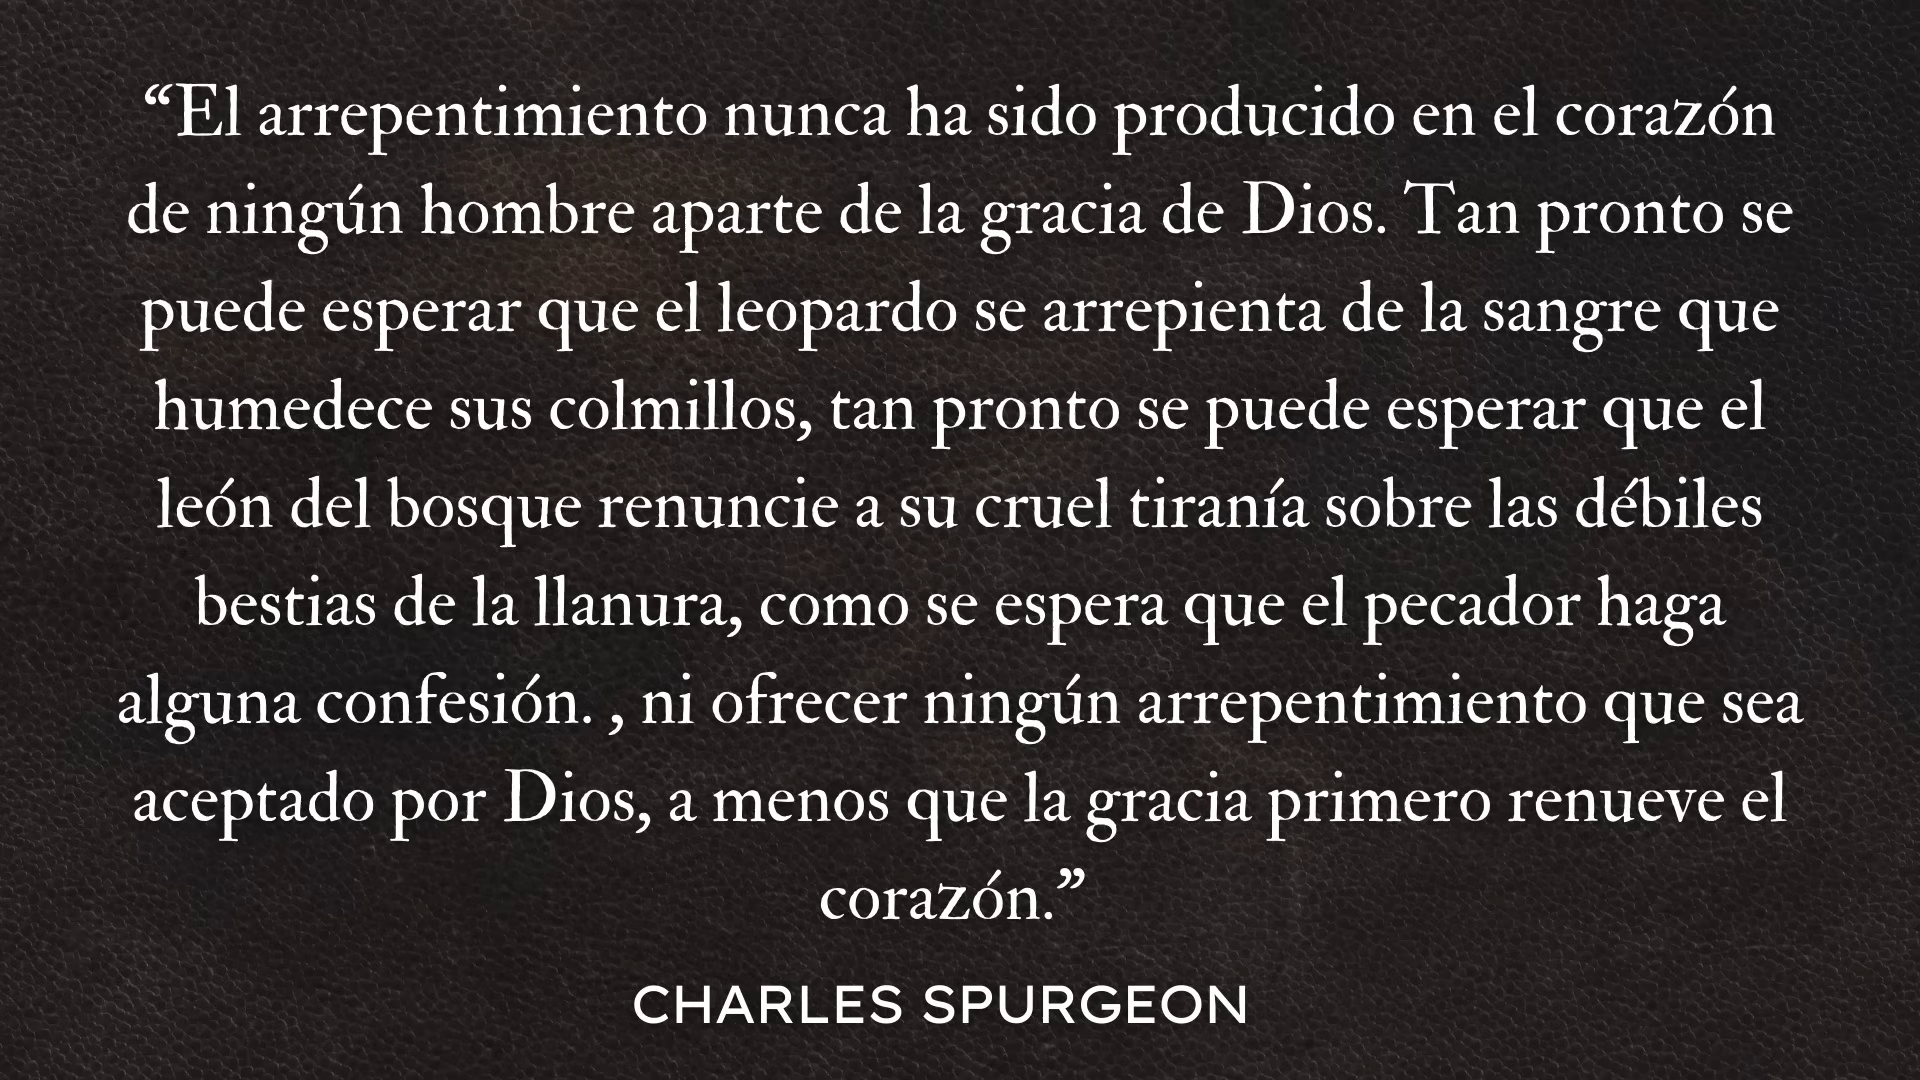 “El arrepentimiento nunca ha sido producido en el corazón
de ningún hombre aparte de la gracia de Dios. Tan pronto se
puede esperar que el leopardo se arrepienta de la sangre que
humedece sus colmillos, tan pronto se puede esperar que el
león del bosque renuncie a su cruel tiranía sobre las débiles
bestias de la llanura, como se espera que el pecador haga
alguna confesión. , ni ofrecer ningún arrepentimiento que sea
aceptado por Dios, a menos que la gracia primero renueve el
corazón.”
CHARLES SPURGEON